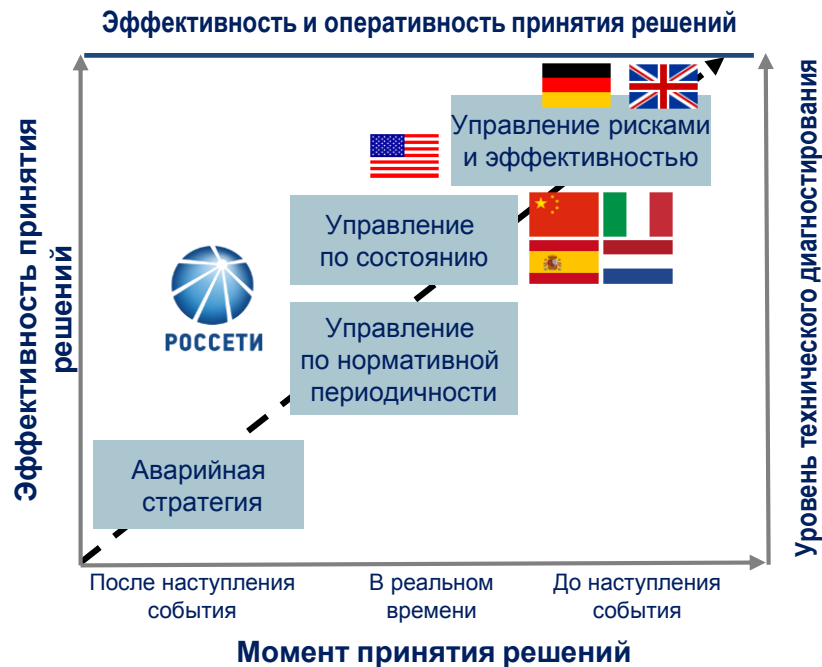 Эффективность и оперативность принятия решений
Эффективность принятия
решений
Уровень технического диагностирования
Управление рисками
и эффективностью
Управление
по состоянию
РОССЕТИ
Управление
по нормативной
периодичности
Аварийная
стратегия
После наступления
события
В реальном
времени
До наступления
события
Момент принятия решений